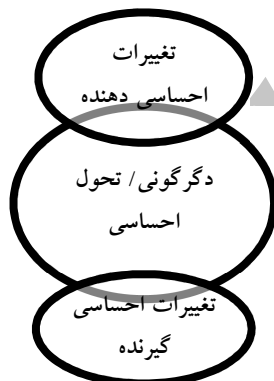 تغییرات
احساسی دهنده
دگرگونی/ تحول
احساسی
تغییرات احساسی
گیرنده